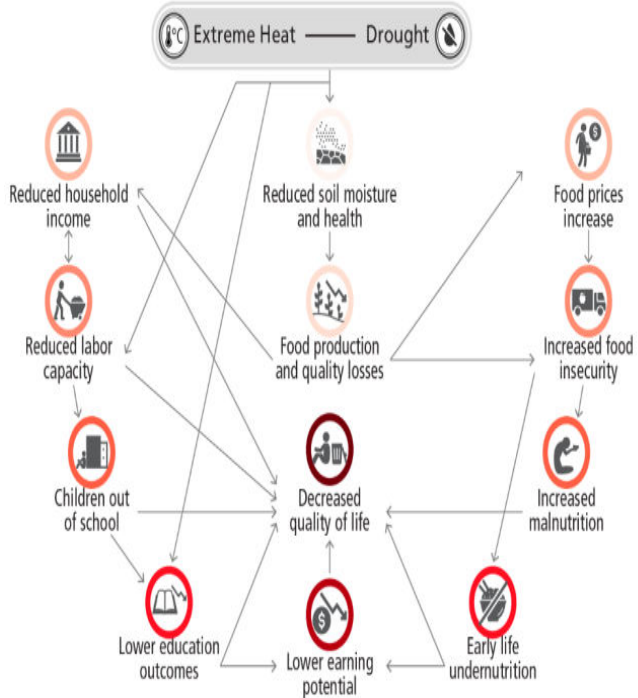 °C Extreme Heat Drought
Reduced household
income
Reduced soil moisture
and health
Food prices
increase
Reduced labor
capacity
Food production
and quality losses
Increased food
insecurity
Children out
of school
Decreased
quality of life
Increased
malnutrition
Lower education
outcomes
$
Lower earning
potential
Early life
undernutrition